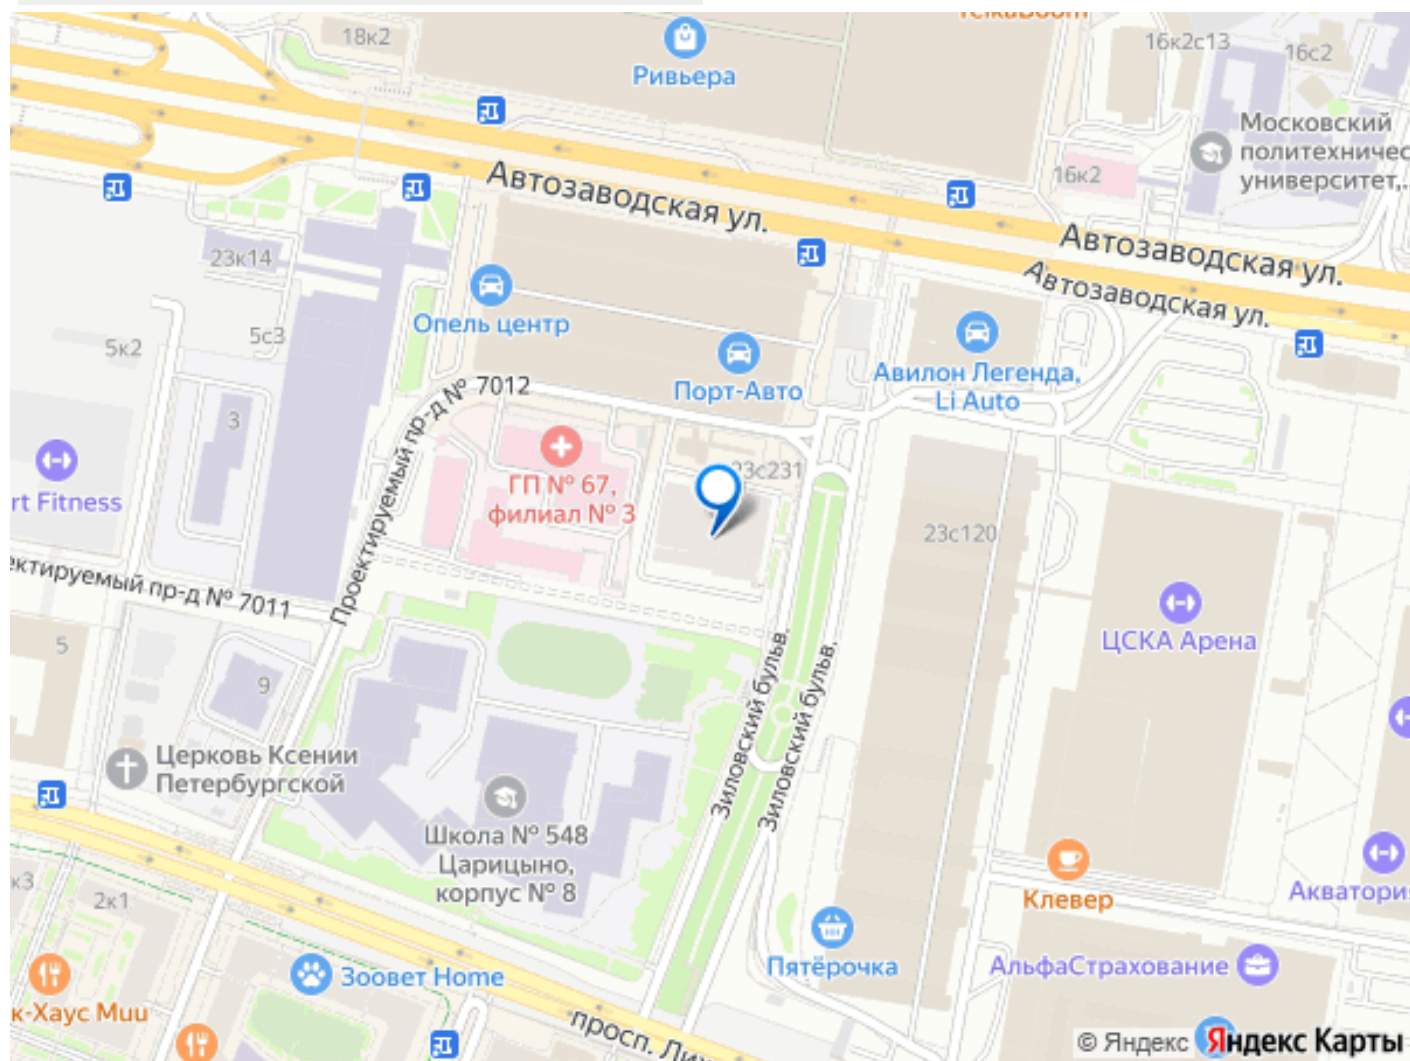 18к2
Ривьера
16к2с13
16с2
Московский
политехничес
университет,..
16к2
Автозаводская ул.
Автозаводская ул.
Автозаводская ул.
23к14
Опель центр
5с3
5к2
Порт-Авто
Авилон Легенда,
Li Auto
Проектируемый пр-д № 7012
3
ГП № 67,
филиал № 3
23с231
rt Fitness
23с120
ектируемый пр-д № 7011
ЦСКА Арена
5
9
Зиловский бульв.
Зиловский бульв.
Церковь Ксении
Петербургской
Школа № 548
Царицыно,
корпус № 8
к3
2к1
Клевер
Акватори
Пятёрочка
АльфаСтрахование
Зоовет Home
к-Хаус Muu
просп. Лих
© Яндекс Яндекс Карты